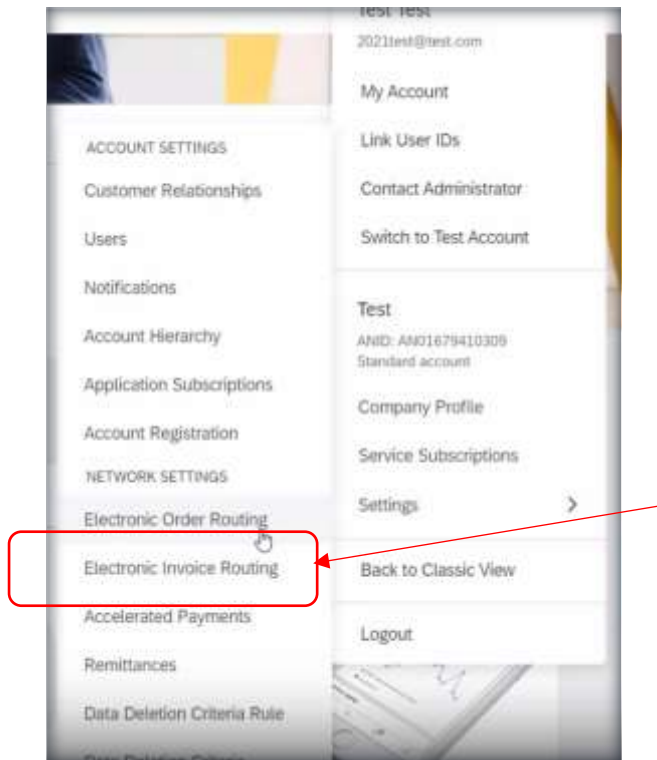 Test Test
2021test@test.com
My Account
Link User IDs
Contact Administrator
Switch to Test Account
Test
ANID: AN01679410309
Standard account
Company Profile
Service Subscriptions
Settings
Back to Classic View
Logout
ACCOUNT SETTINGS
Customer Relationships
Users
Notifications
Account Hierarchy
Application Subscriptions
Account Registration
NETWORK SETTINGS
Electronic Order Routing
Electronic Invoice Routing
Accelerated Payments
Remittances
Data Deletion Criteria Rule